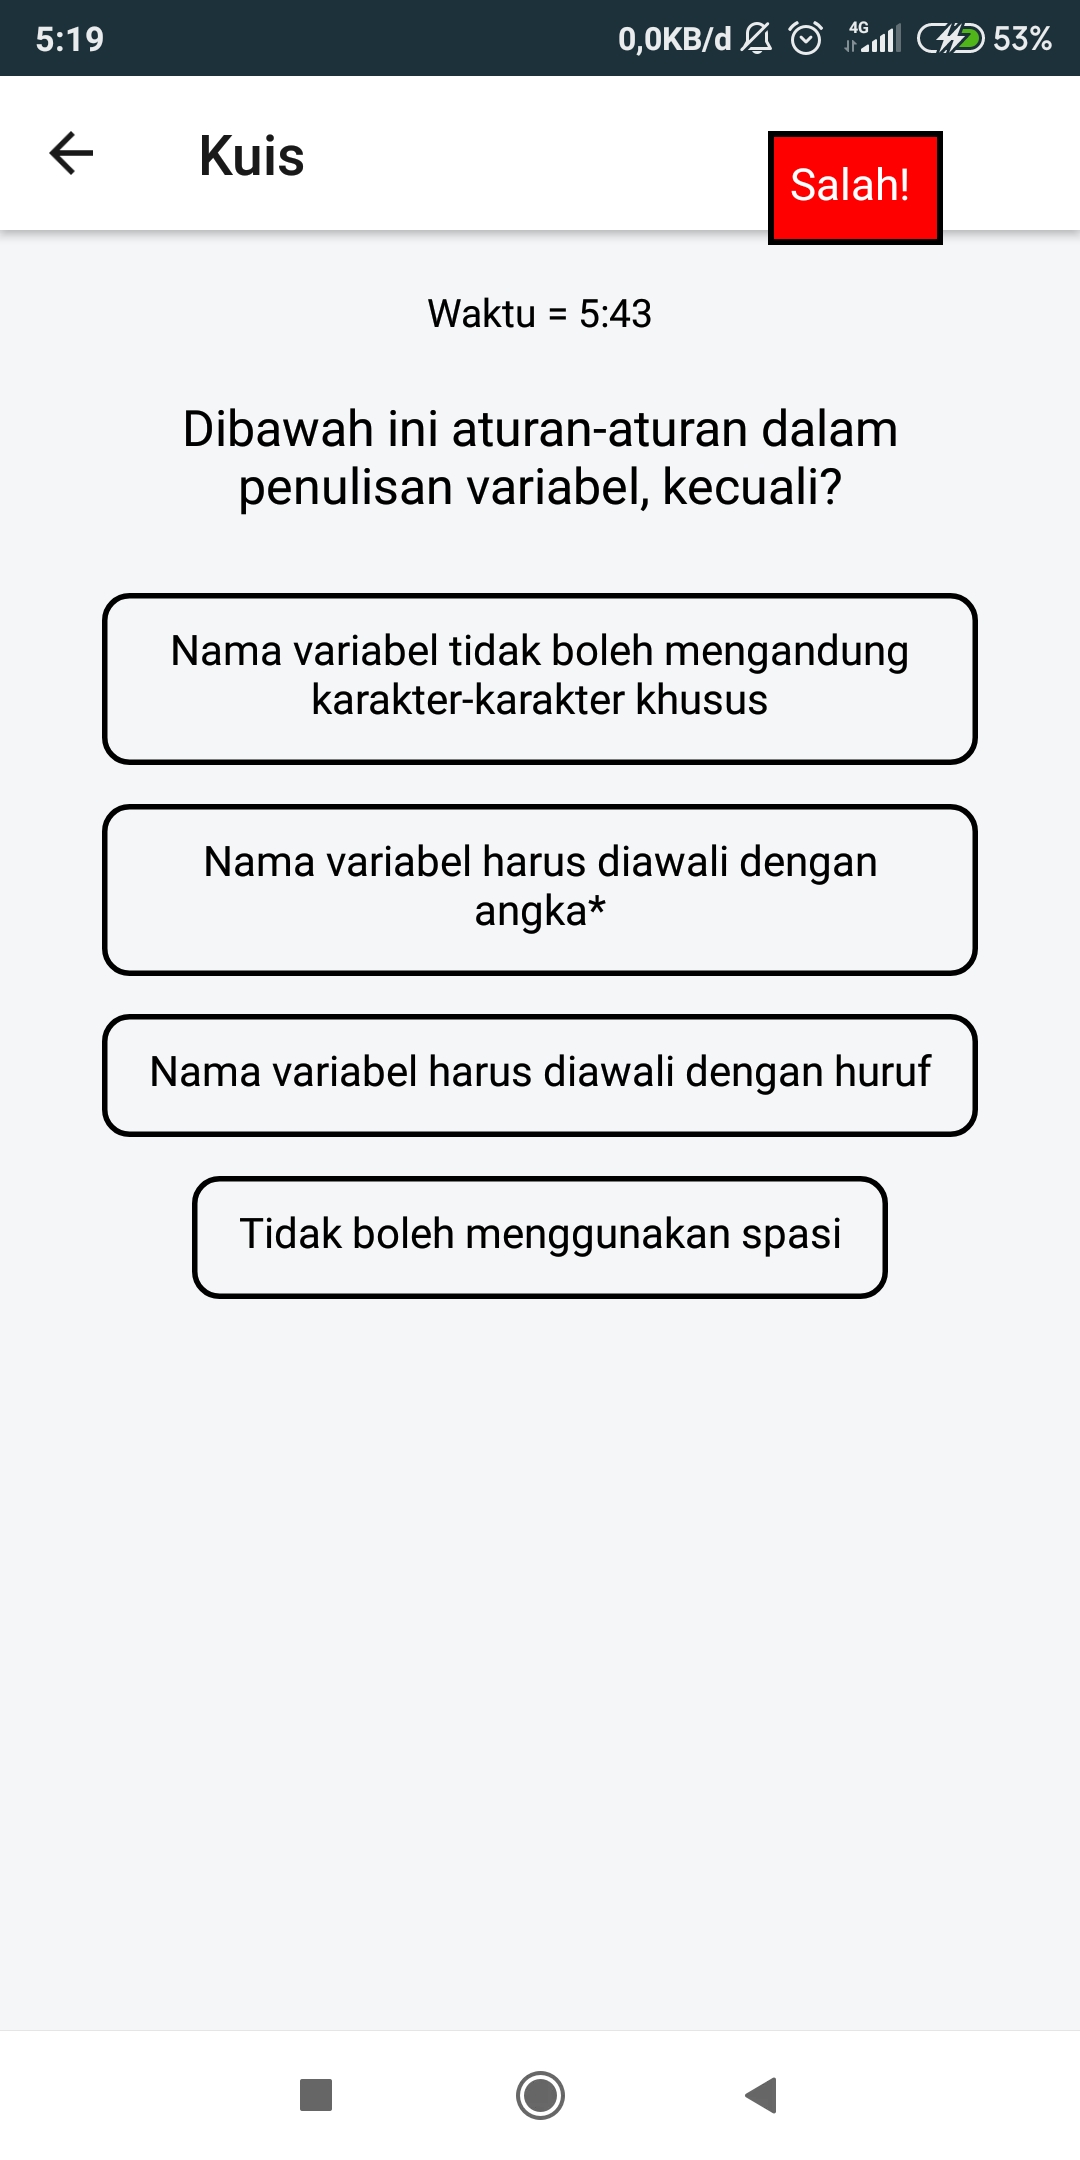 5:19
0,0KB/d 4G 53%
Kuis
Salah!
Waktu = 5:43
Dibawah ini aturan-aturan dalam
penulisan variabel, kecuali?
Nama variabel tidak boleh mengandung
karakter-karakter khusus
Nama variabel harus diawali dengan
angka*
Nama variabel harus diawali dengan huruf
Tidak boleh menggunakan spasi